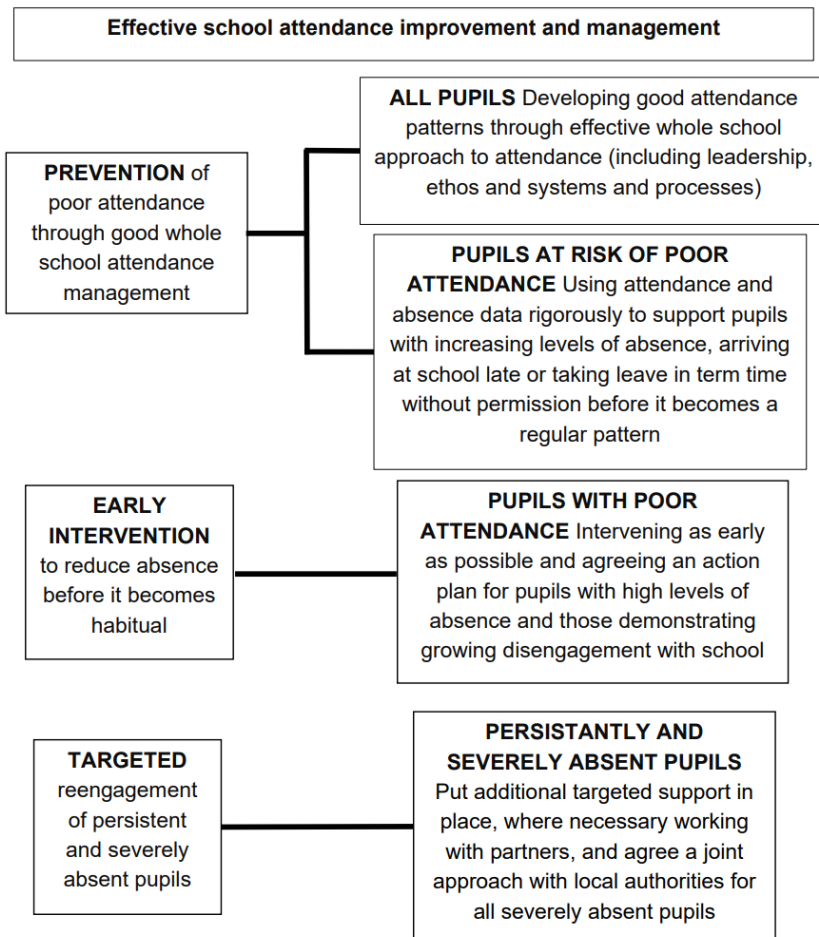 Effective school attendance improvement and management
PREVENTION of
poor attendance
through good whole
school attendance
management
ALL PUPILS Developing good attendance
patterns through effective whole school
approach to attendance (including leadership,
ethos and systems and processes)
PUPILS AT RISK OF POOR
ATTENDANCE Using attendance and
absence data rigorously to support pupils
with increasing levels of absence, arriving
at school late or taking leave in term time
without permission before it becomes a
regular pattern
EARLY
INTERVENTION
to reduce absence
before it becomes
habitual
PUPILS WITH POOR
ATTENDANCE Intervening as early
as possible and agreeing an action
plan for pupils with high levels of
absence and those demonstrating
growing disengagement with school
TARGETED
reengagement
of persistent
and severely
absent pupils
PERSISTANTLY AND
SEVERELY ABSENT PUPILS
Put additional targeted support in
place, where necessary working
with partners, and agree a joint
approach with local authorities for
all severely absent pupils